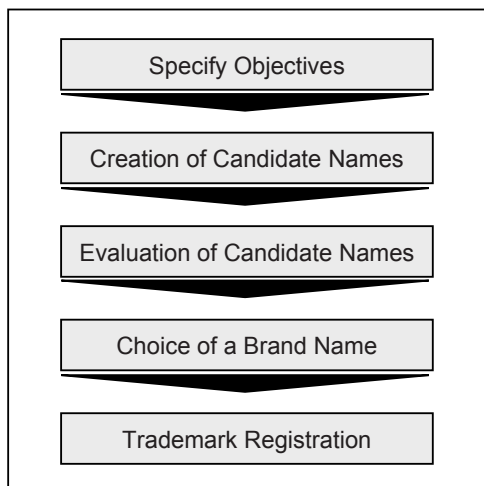 Specify Objectives
Creation of Candidate Names
Evaluation of Candidate Names
Choice of a Brand Name
Trademark Registration